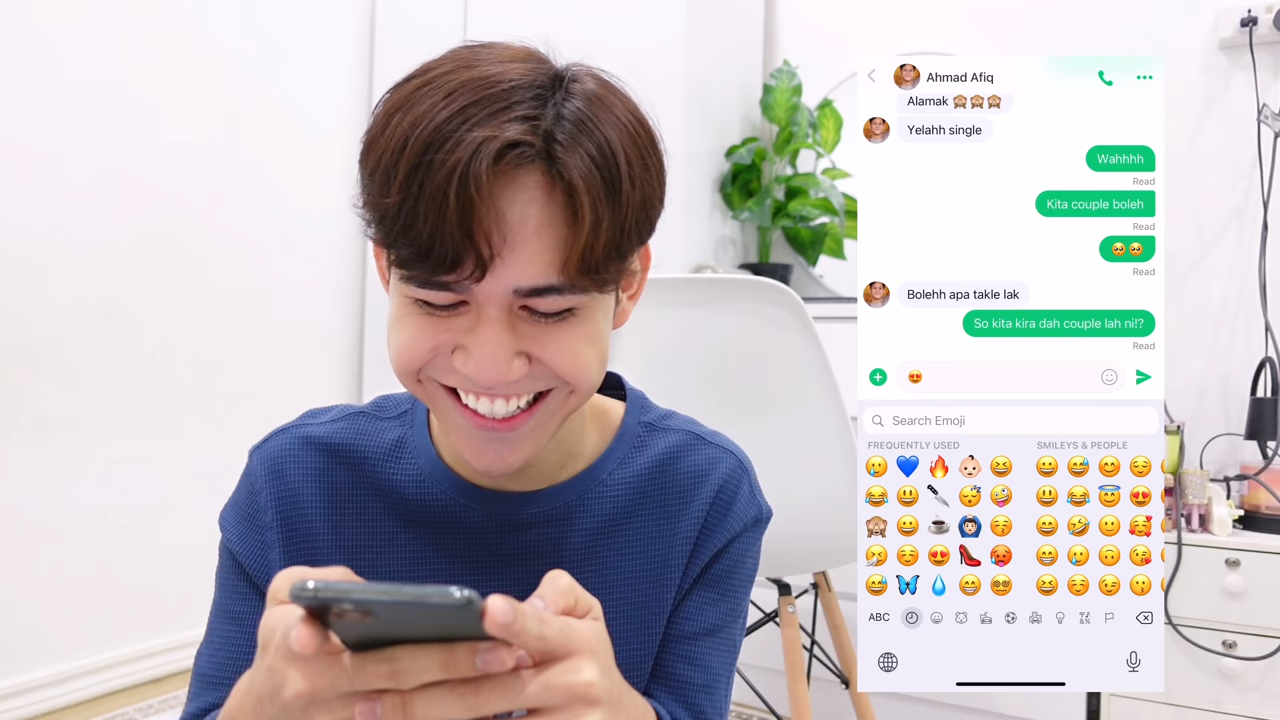 Ahmad Afiq
Alamak 🙈🙈🙈
Yelahh single
Wahhhh
Read
Kita couple boleh
Read
🥺🥺
Read
Bolehh apa takle lak
So kita kira dah couple lah ni!?
Read
😍
Search Emoji
FREQUENTLY USED
SMILEYS & PEOPLE
ABC